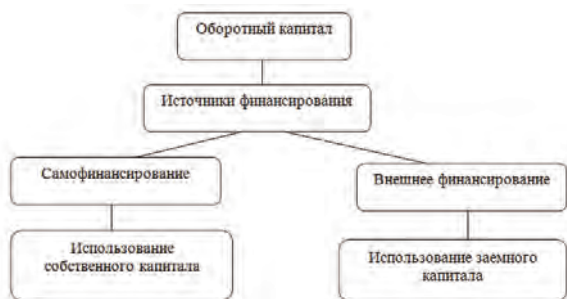 Оборотный капитал
Источники финансирования
Самофинансирование
Внешнее финансирование
Использование
собственного капитала
Использование заемного
капитала